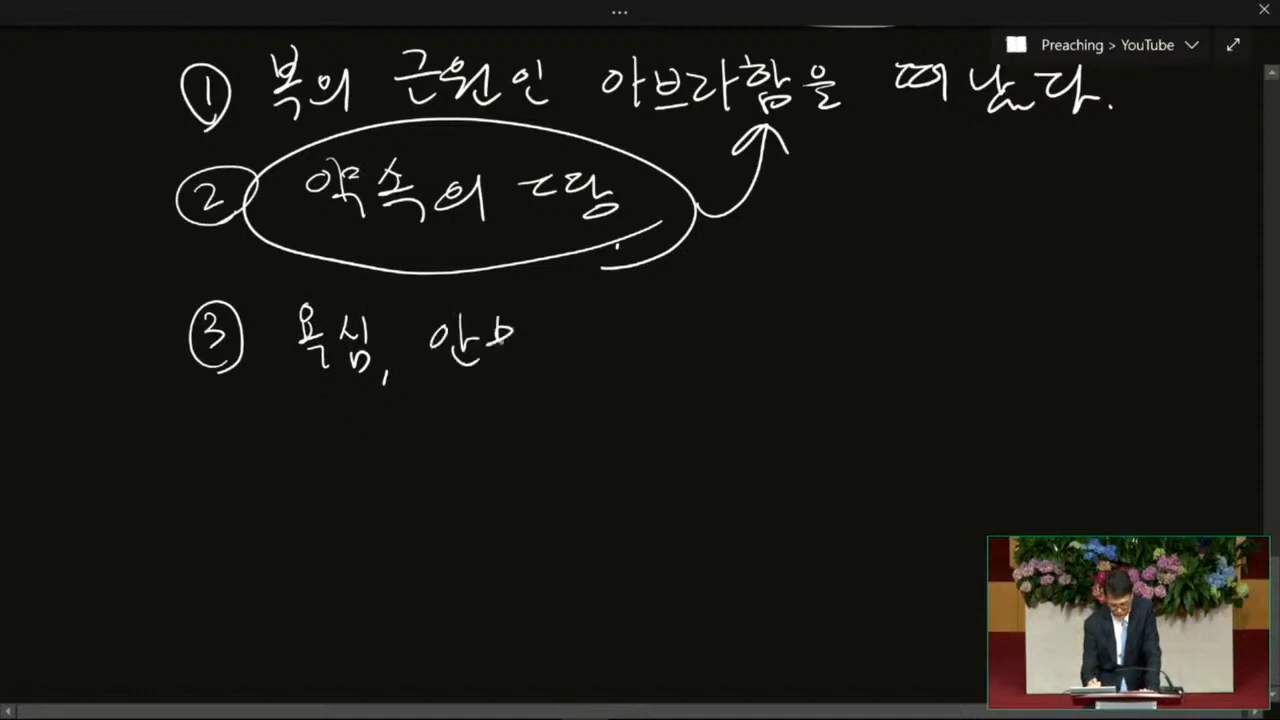 Preaching > YouTube
① 복의 근원인 아브라함을 떠났다.
② 약속의 땅
③ 욕심, 안